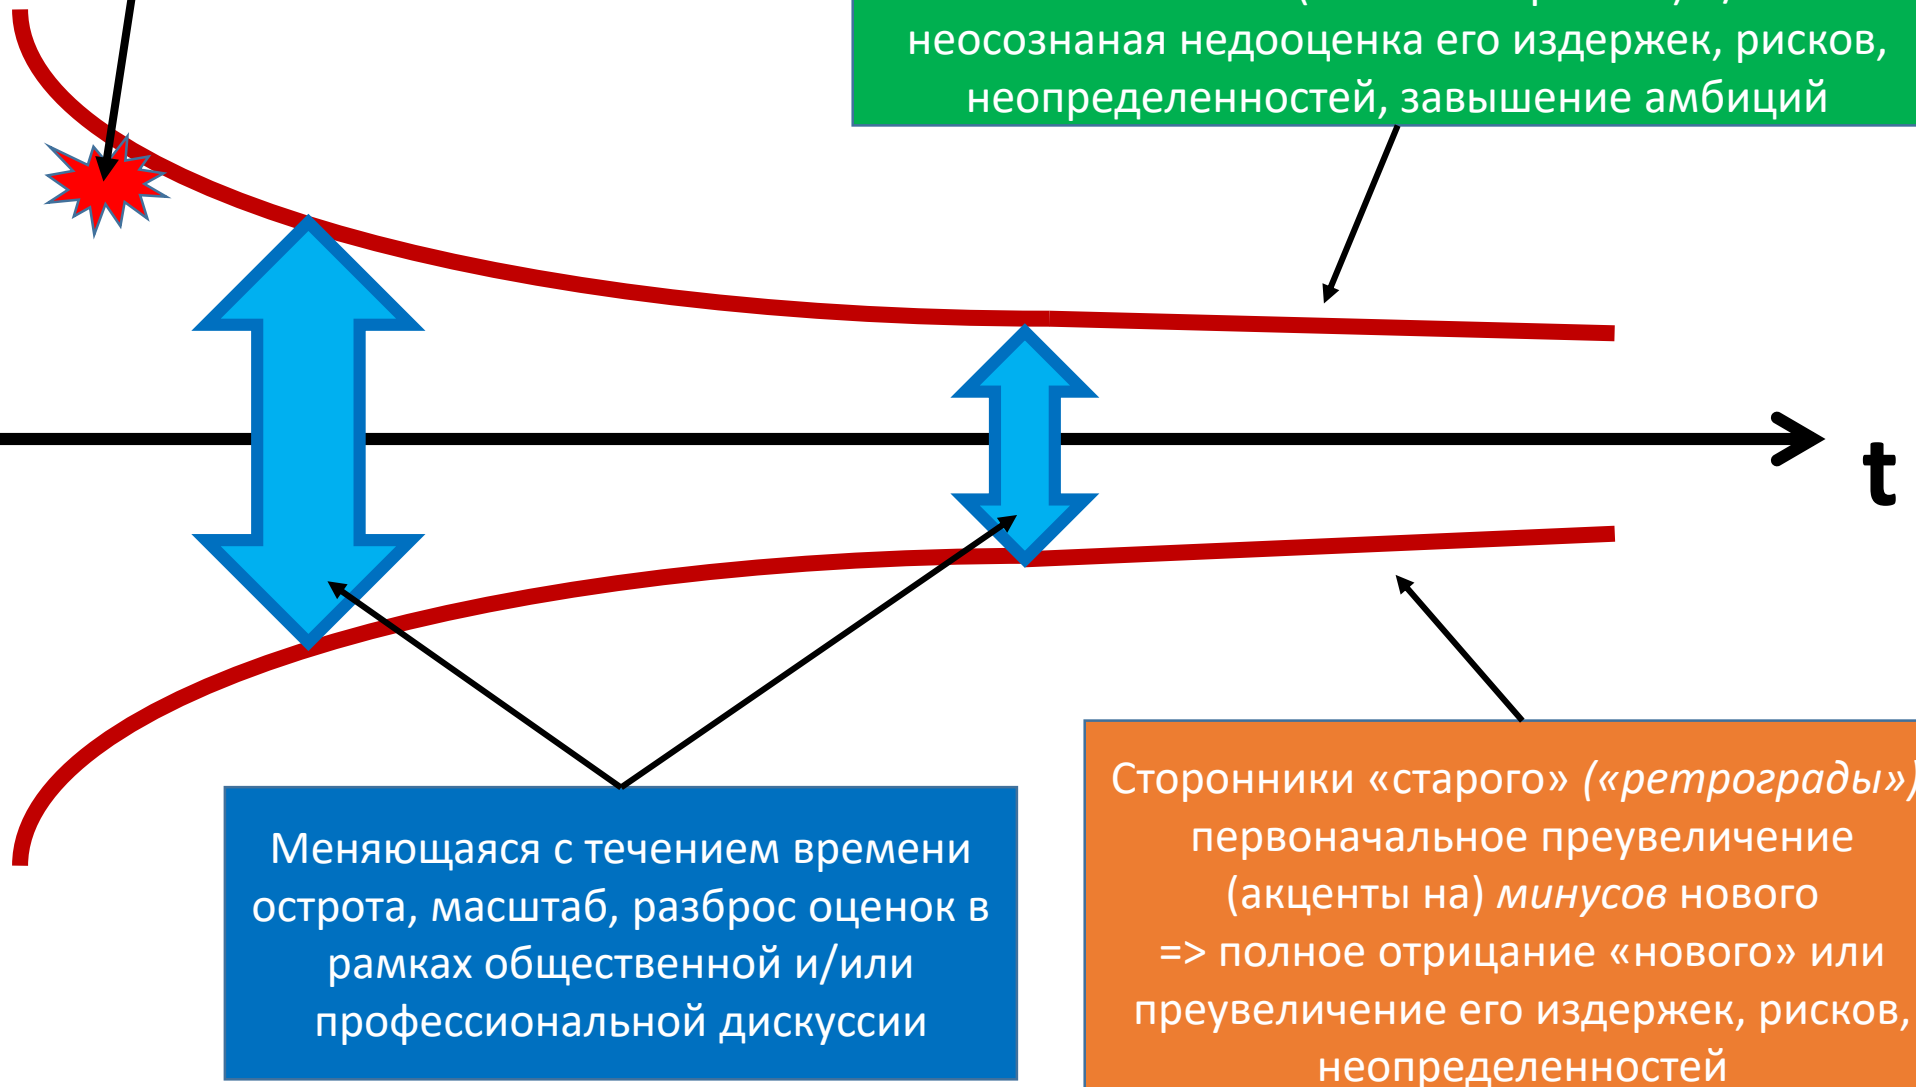 неосознаная недооценка его издержек, рисков,
неопределенностей, завышение амбиций
t
Меняющаяся с течением времени
острота, масштаб, разброс оценок в
рамках общественной и/или
профессиональной дискуссии
Сторонники «старого» («ретрограды»)
первоначальное преувеличение
(акценты на) минусов нового
=> полное отрицание «нового» или
преувеличение его издержек, рисков,
неопределенностей